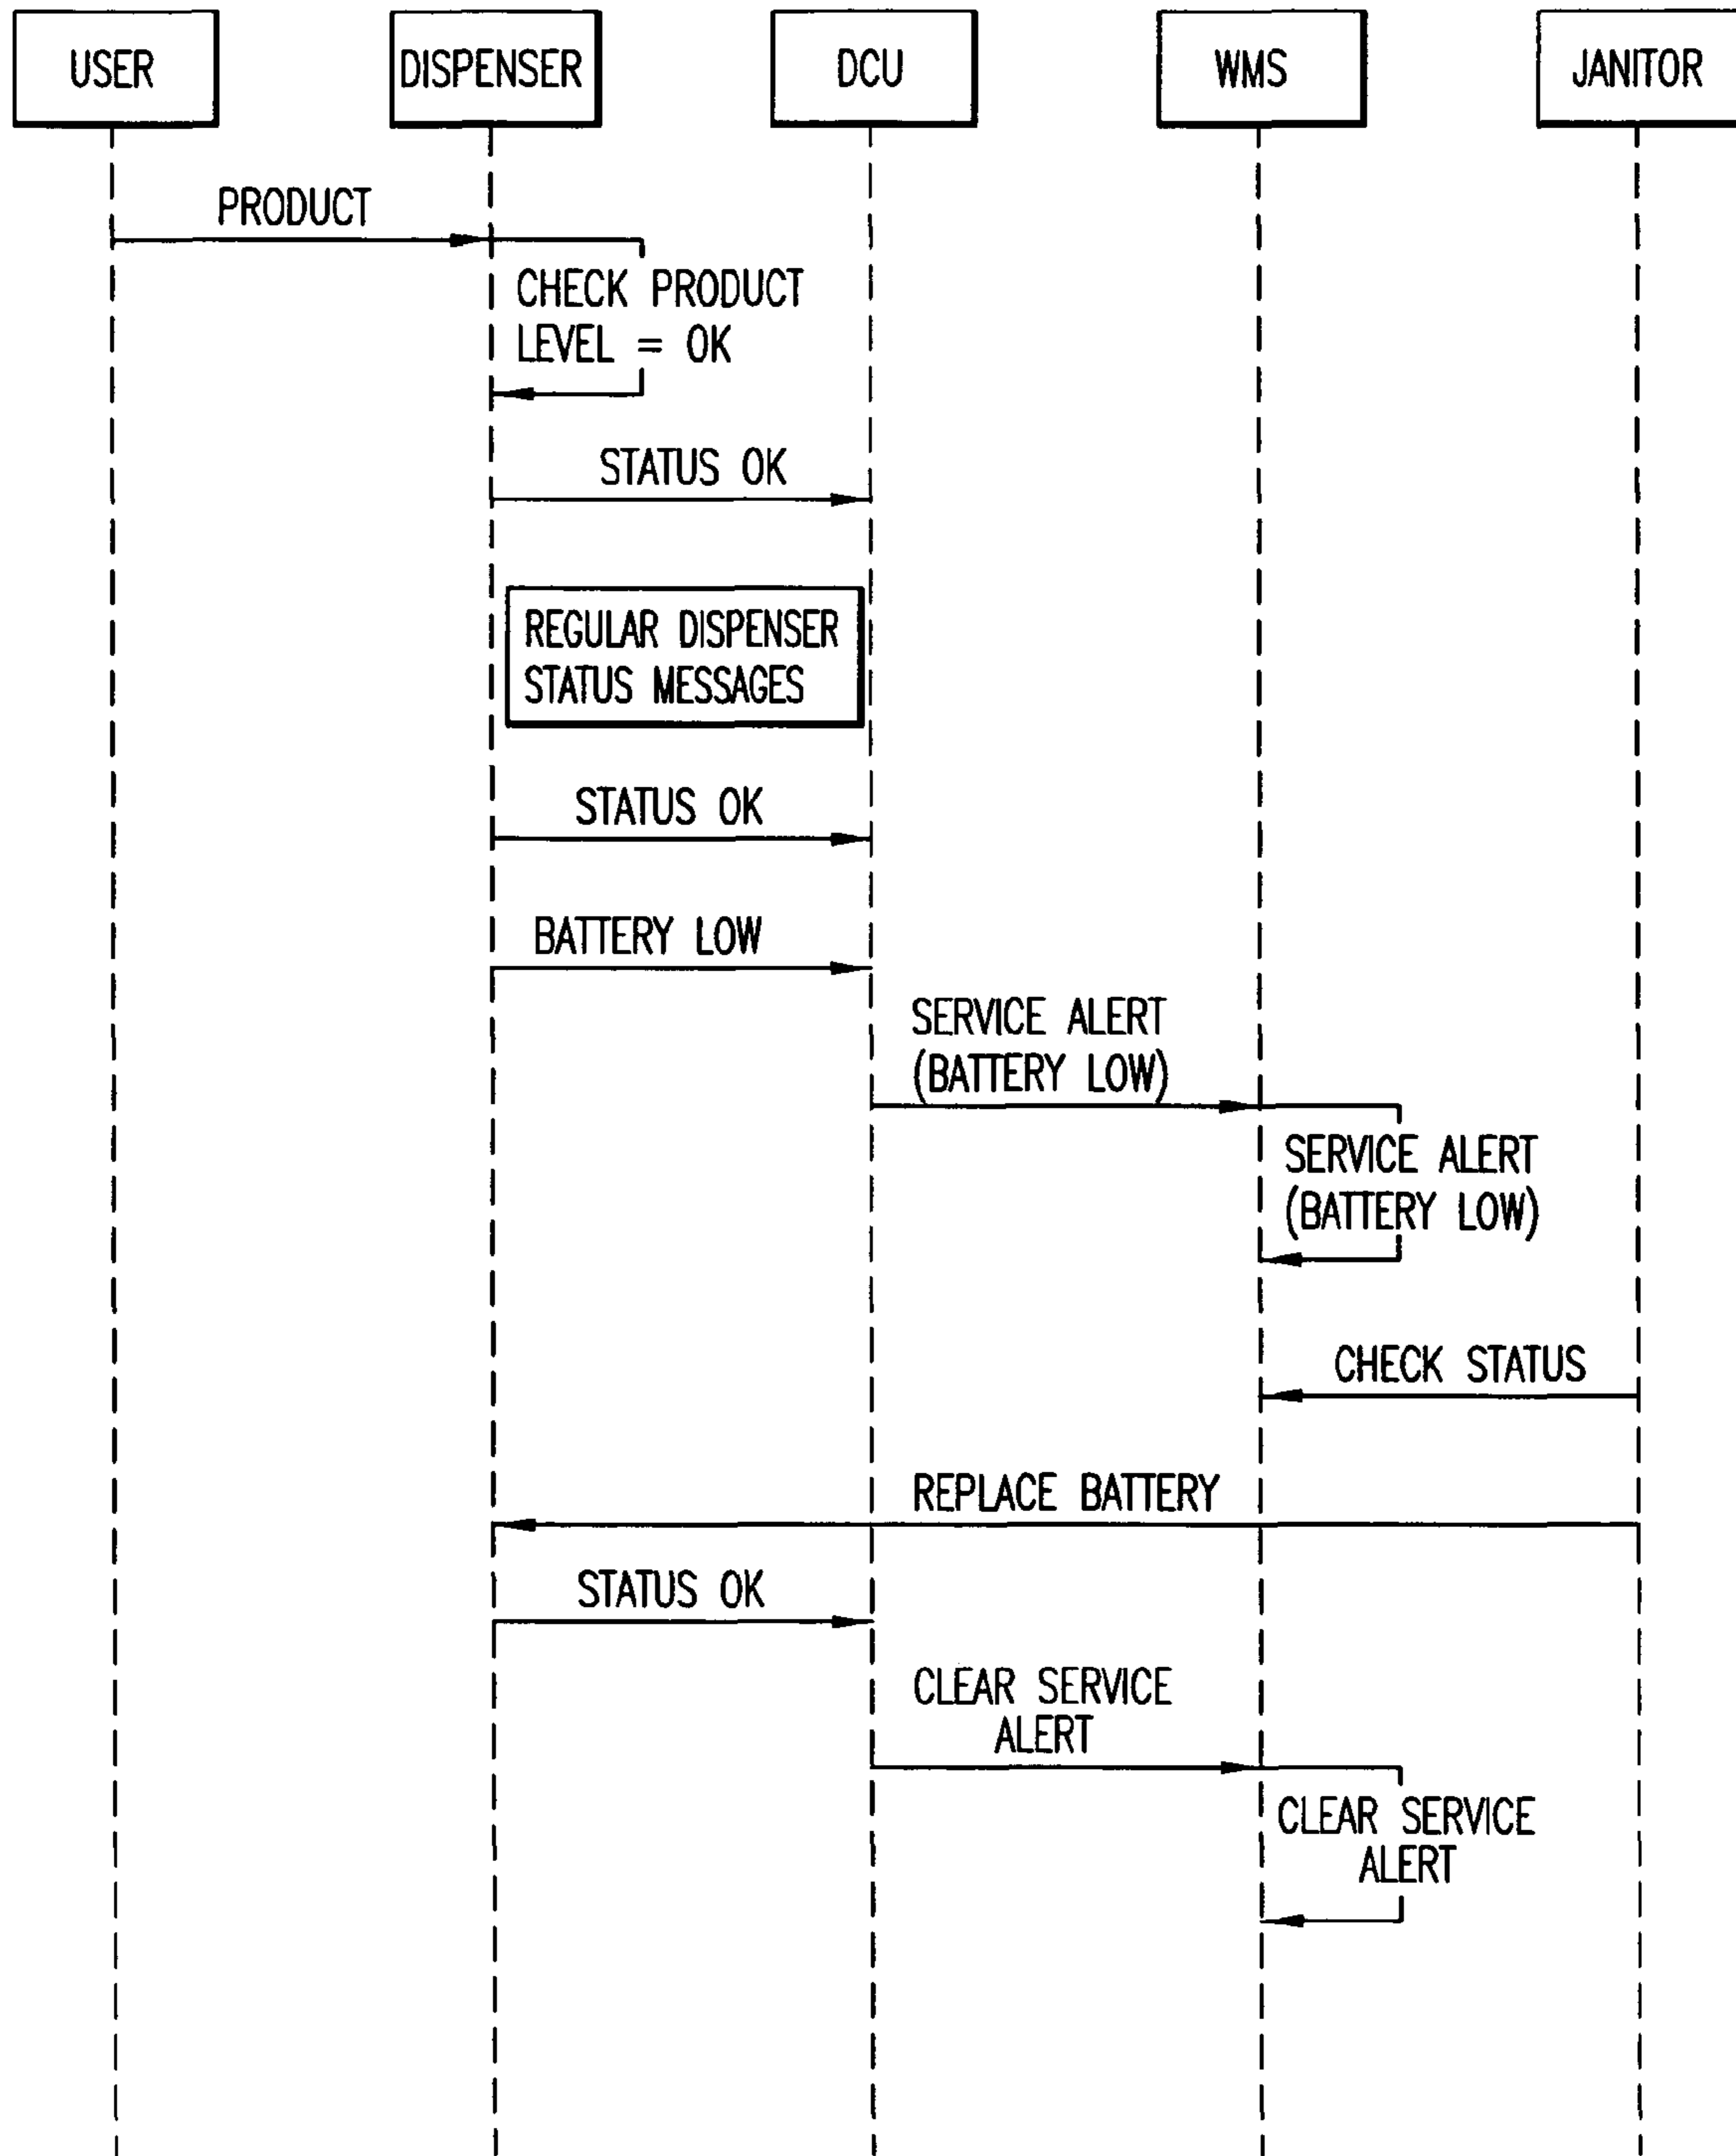 USER
DISPENSER
DCU
WMS
JANITOR
PRODUCT
CHECK PRODUCT
LEVEL = OK
STATUS OK
REGULAR DISPENSER
STATUS MESSAGES
STATUS OK
BATTERY LOW
SERVICE ALERT
(BATTERY LOW)
SERVICE ALERT
(BATTERY LOW)
CHECK STATUS
REPLACE BATTERY
STATUS OK
CLEAR SERVICE
ALERT
CLEAR SERVICE
ALERT